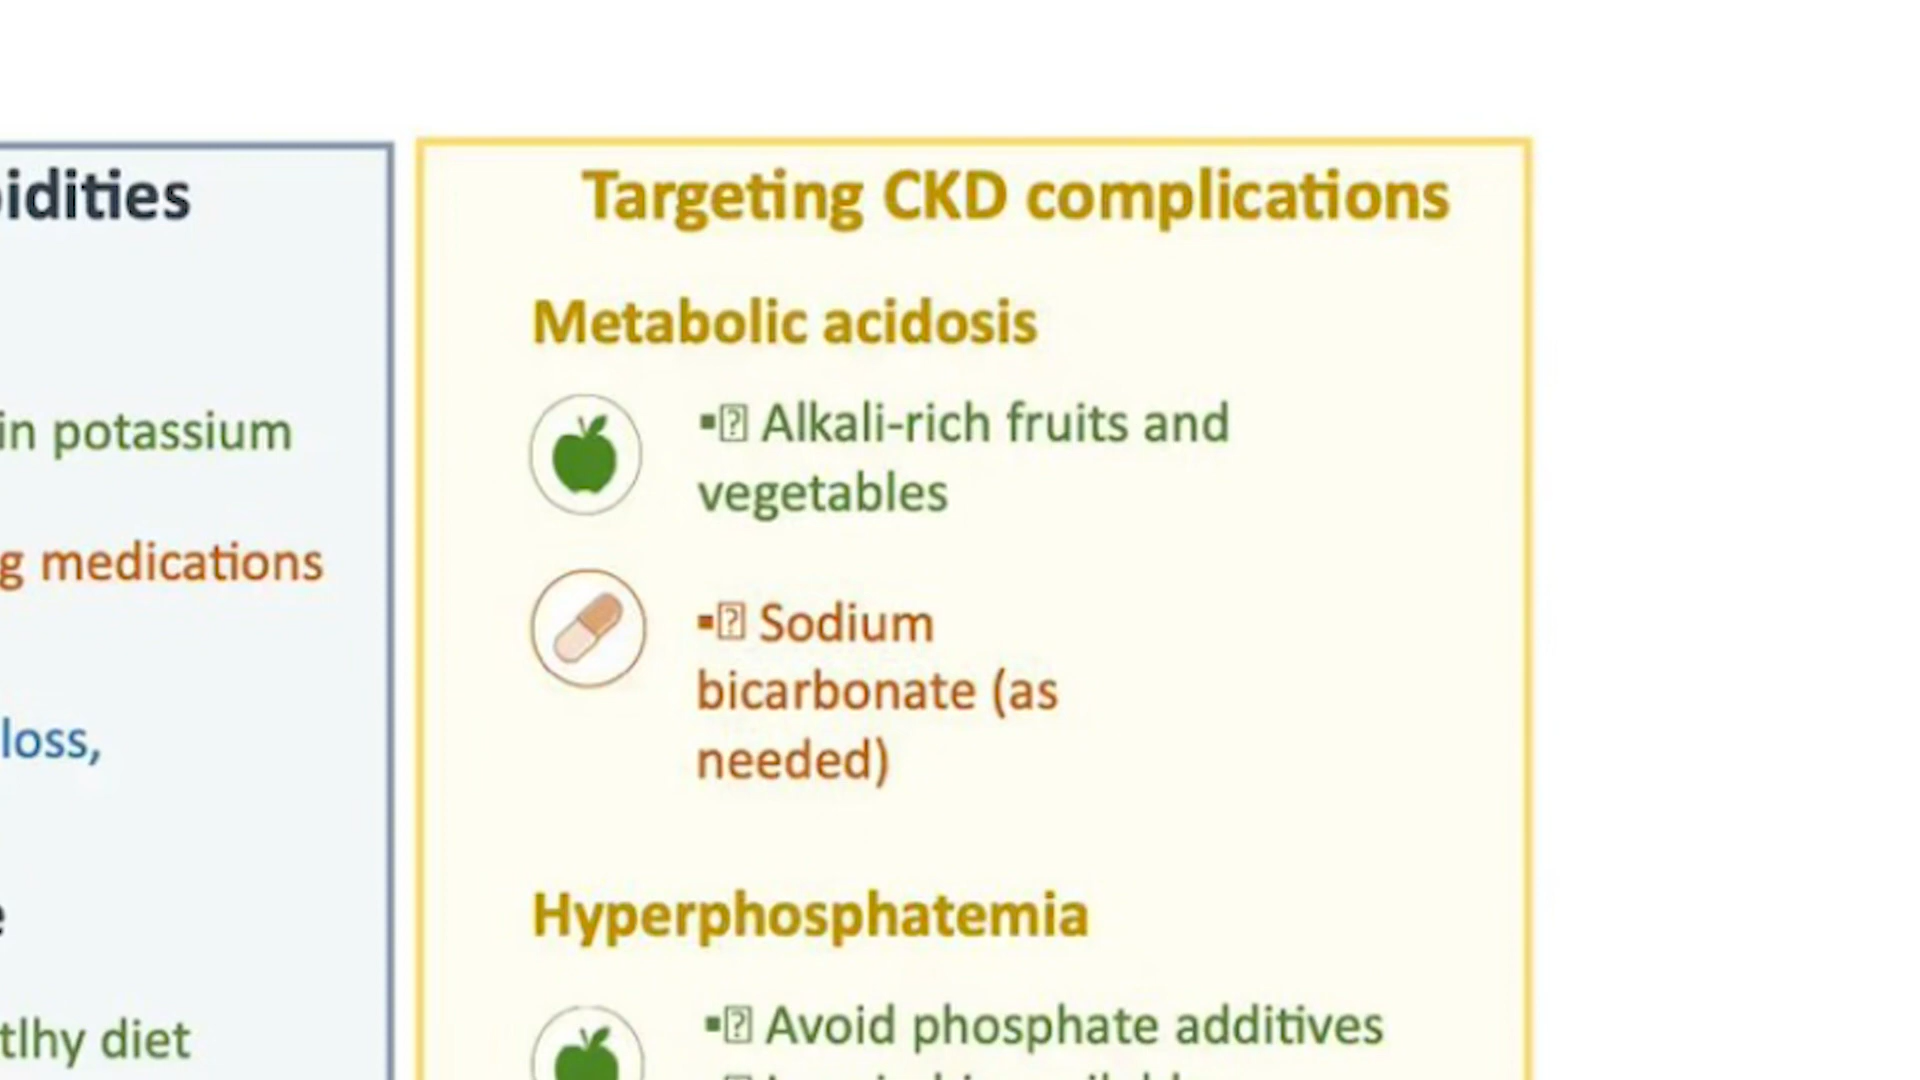 idities
in potassium
g medications
loss,
e
tlhy diet
Targeting CKD complications
Metabolic acidosis
▪ Alkali-rich fruits and
vegetables
▪ Sodium
bicarbonate (as
needed)
Hyperphosphatemia
▪ Avoid phosphate additives